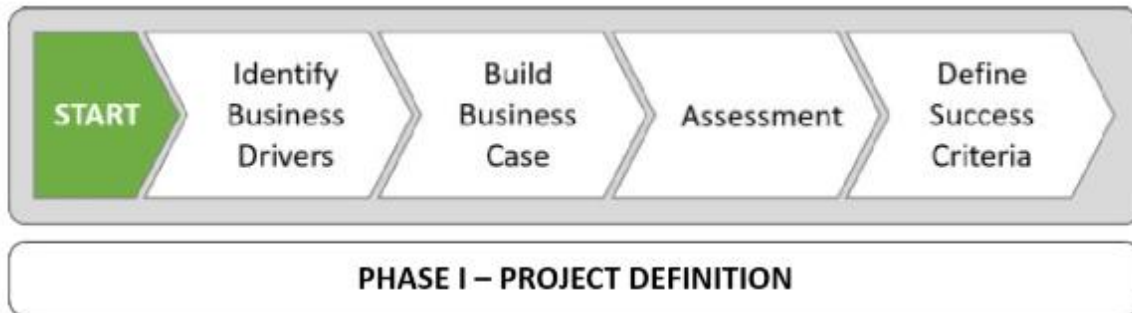 START
Identify
Business
Drivers
Build
Business
Case
Assessment
Define
Success
Criteria
PHASE I – PROJECT DEFINITION